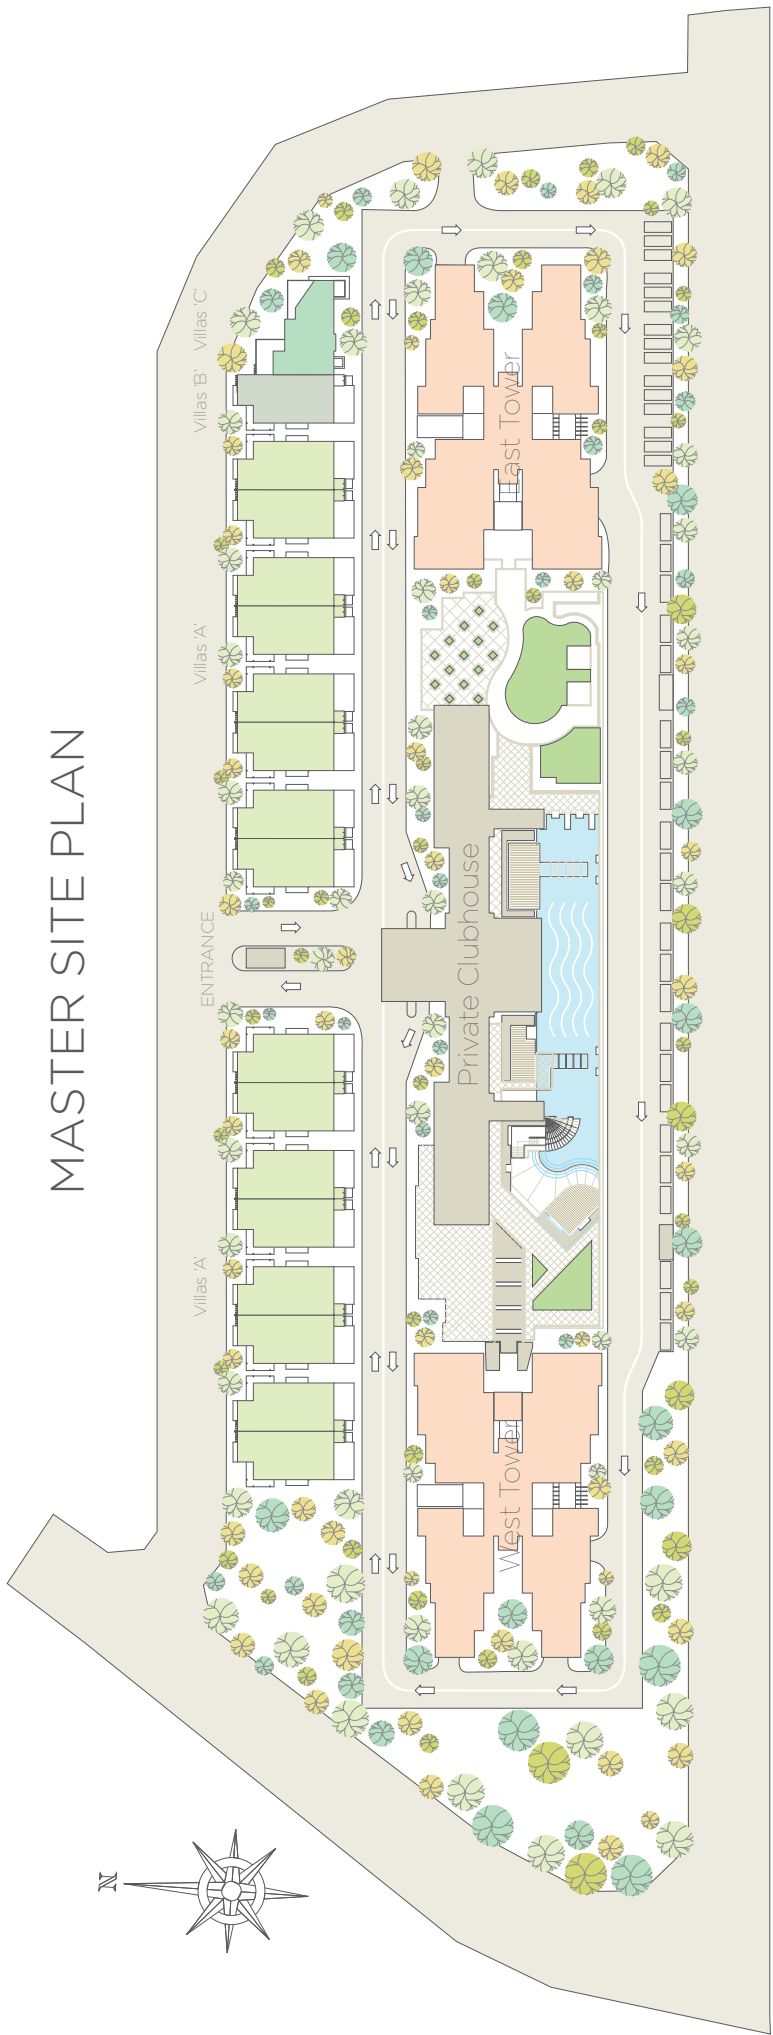 MASTER SITE PLAN
Villas 'A'
ENTRANCE
Villas 'A'
Villas 'B'
Villas 'C'
West Tower
Private Clubhouse
East Tower
N